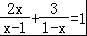 2x/(x-1) + 3/(1-x) = 1